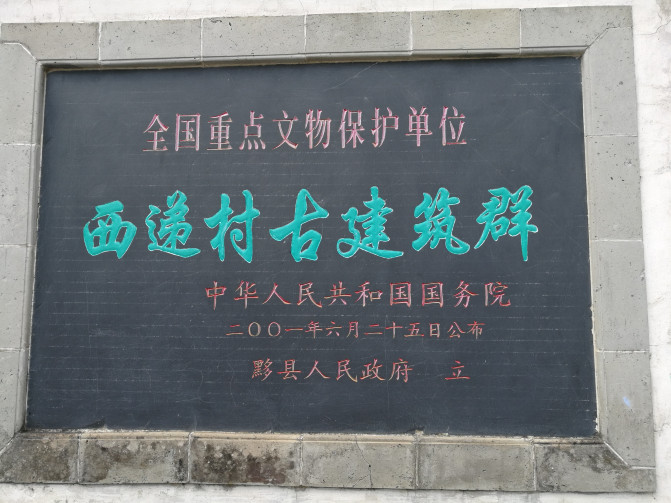 全国重点文物保护单位
西递村古建筑群
中华人民共和国国务院
二〇〇一年六月二十五日公布
黟县人民政府 立